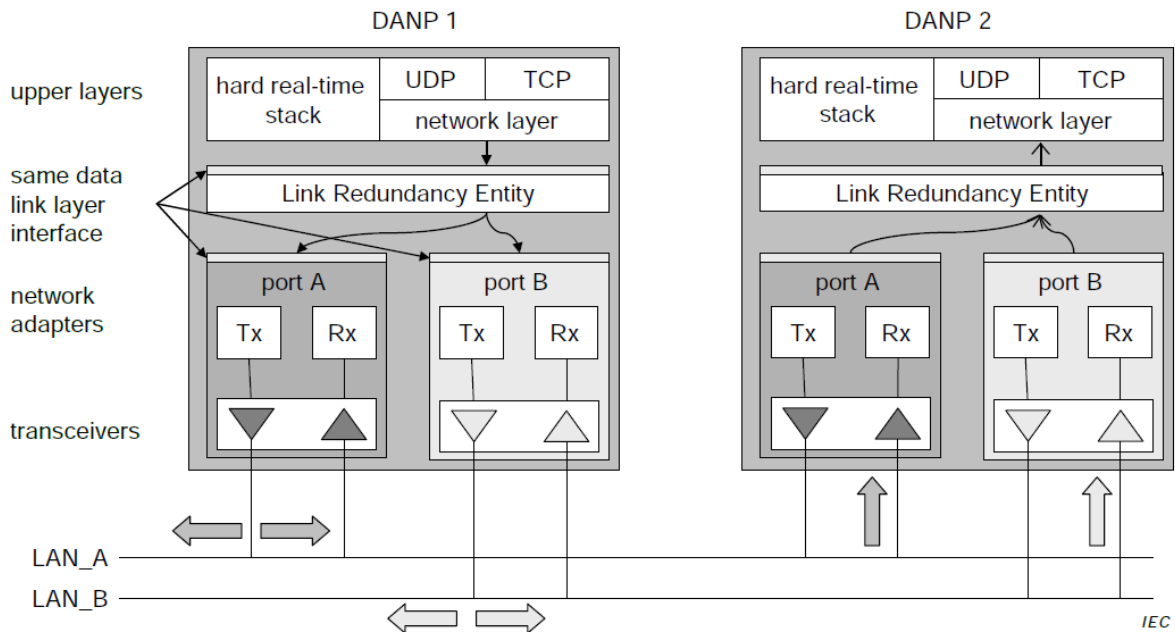 DANP 1
DANP 2
upper layers
hard real-time
stack
UDP
TCP
network layer
hard real-time
stack
UDP
TCP
network layer
same data
link layer
interface
Link Redundancy Entity
Link Redundancy Entity
network
adapters
port A
Tx
Rx
port B
Tx
Rx
port A
Tx
Rx
port B
Tx
Rx
transceivers
LAN_A
LAN_B
IEC